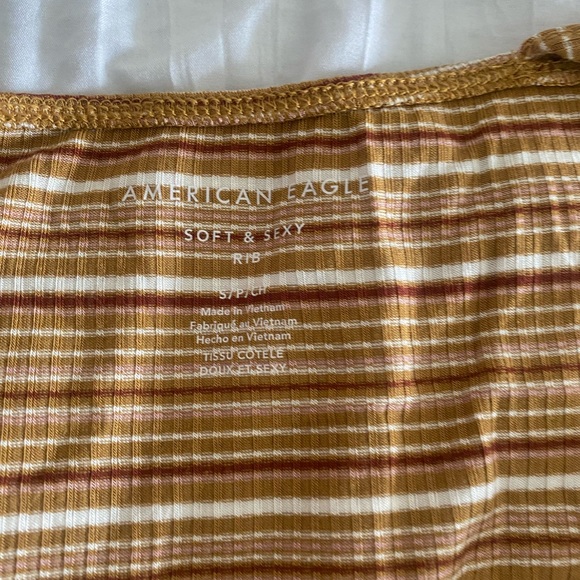 AMERICAN EAGLE
SOFT & SEXY
RIB
S/P/CH
Made in Vietnam
Fabriqué au Vietnam
Hecho en Vietnam
TISSU CÔTELÉ
DOUX ET SEXY